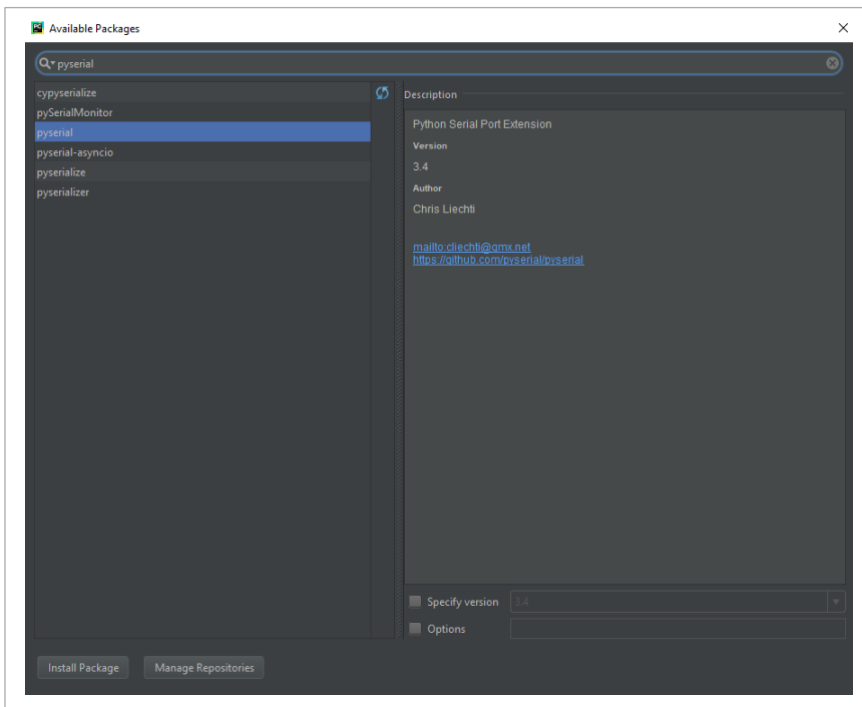 Available Packages
pyserial
cypyserialize
pySerialMonitor
pyserial
pyserial-asyncio
pyserialize
pyserializer
Description
Python Serial Port Extension
Version
3.4
Author
Chris Liechti
mailto:cliechti@gmx.net
https://github.com/pyserial/pyserial
Specify version 3.4
Options
Install Package Manage Repositories